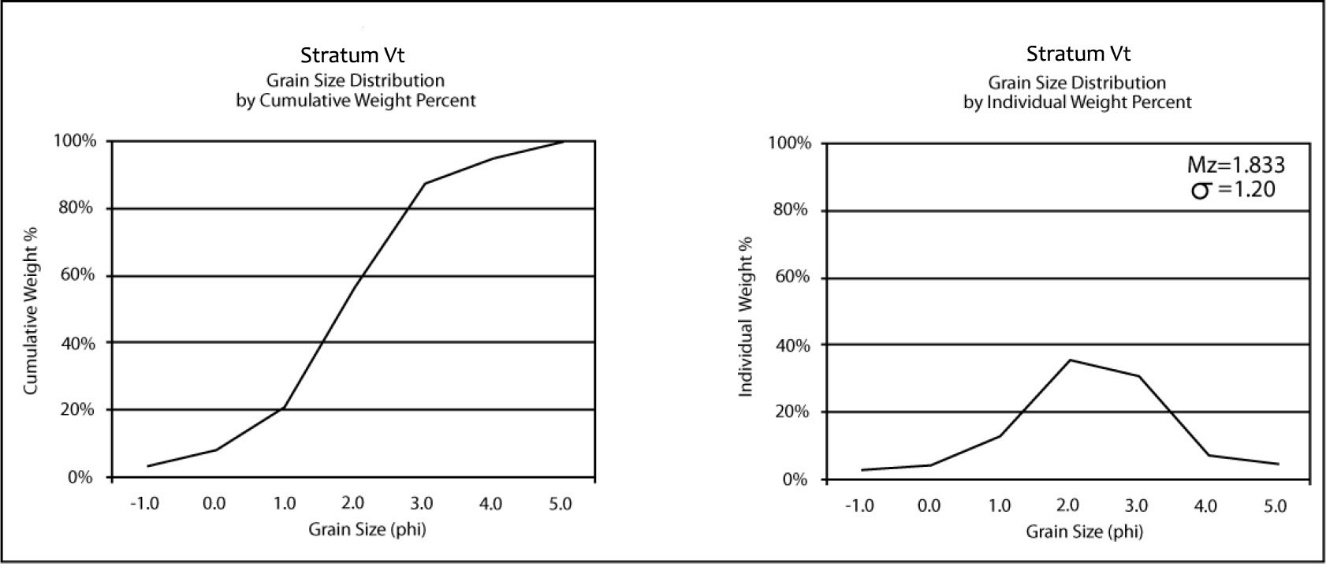 Stratum Vt
Grain Size Distribution
by Cumulative Weight Percent
100%
80%
60%
40%
20%
0%
Cumulative Weight %
-1.0 0.0 1.0 2.0 3.0 4.0 5.0
Grain Size (phi)
Stratum Vt
Grain Size Distribution
by Individual Weight Percent
Mz=1.833
σ =1.20
100%
80%
60%
40%
20%
0%
Individual Weight %
-1.0 0.0 1.0 2.0 3.0 4.0 5.0
Grain Size (phi)